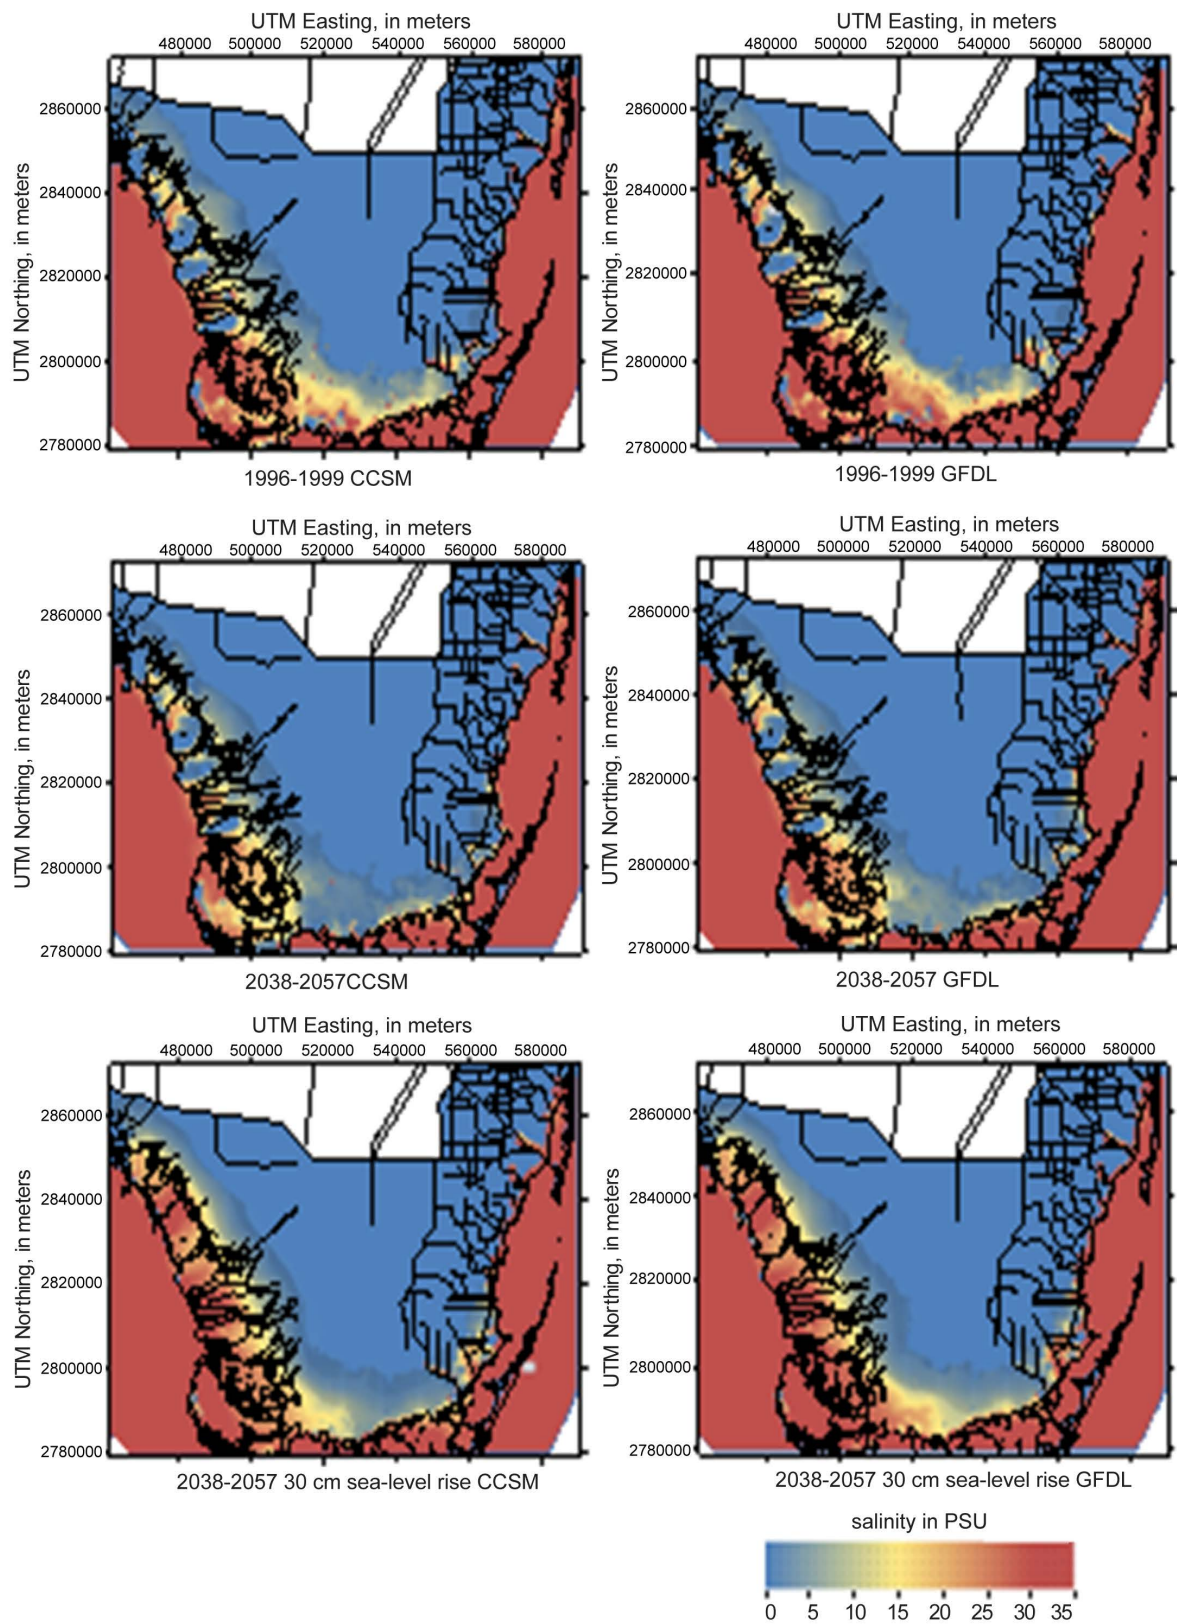 UTM Easting, in meters
480000 500000 520000 540000 560000 580000
2860000
2840000
2820000
2800000
2780000
UTM Northing, in meters
1996-1999 CCSM
UTM Easting, in meters
480000 500000 520000 540000 560000 580000
2860000
2840000
2820000
2800000
2780000
UTM Northing, in meters
1996-1999 GFDL
UTM Easting, in meters
480000 500000 520000 540000 560000 580000
2860000
2840000
2820000
2800000
2780000
UTM Northing, in meters
2038-2057CCSM
UTM Easting, in meters
480000 500000 520000 540000 560000 580000
2860000
2840000
2820000
2800000
2780000
UTM Northing, in meters
2038-2057 GFDL
UTM Easting, in meters
480000 500000 520000 540000 560000 580000
2860000
2840000
2820000
2800000
2780000
UTM Northing, in meters
2038-2057 30 cm sea-level rise CCSM
UTM Easting, in meters
480000 500000 520000 540000 560000 580000
2860000
2840000
2820000
2800000
2780000
UTM Northing, in meters
2038-2057 30 cm sea-level rise GFDL
salinity in PSU
0 5 10 15 20 25 30 35